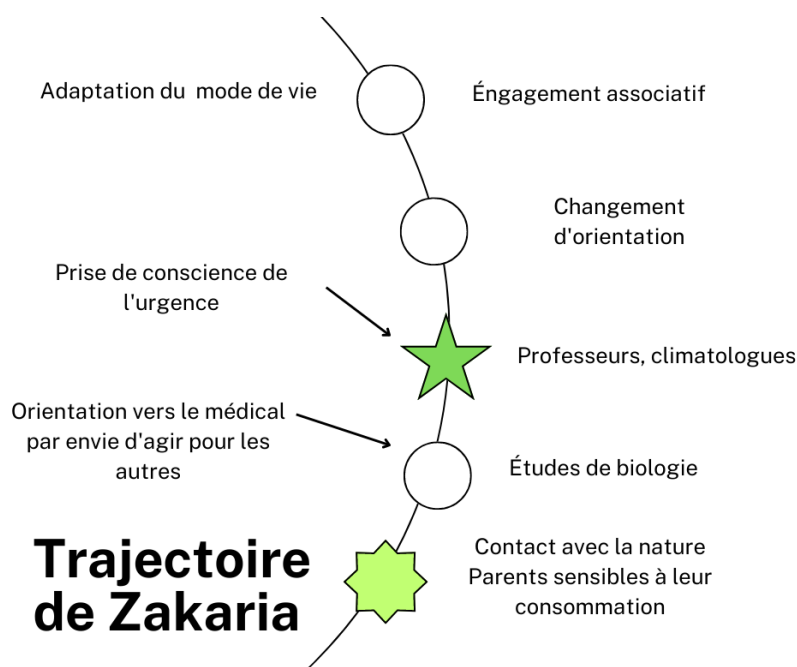 Adaptation du  mode de vie
Éngagement associatif
Changement
d'orientation
Prise de conscience de
l'urgence
Professeurs, climatologues
Orientation vers le médical
par envie d'agir pour les
autres
Études de biologie
Contact avec la nature
Parents sensibles à leur
consommation
Trajectoire
de Zakaria